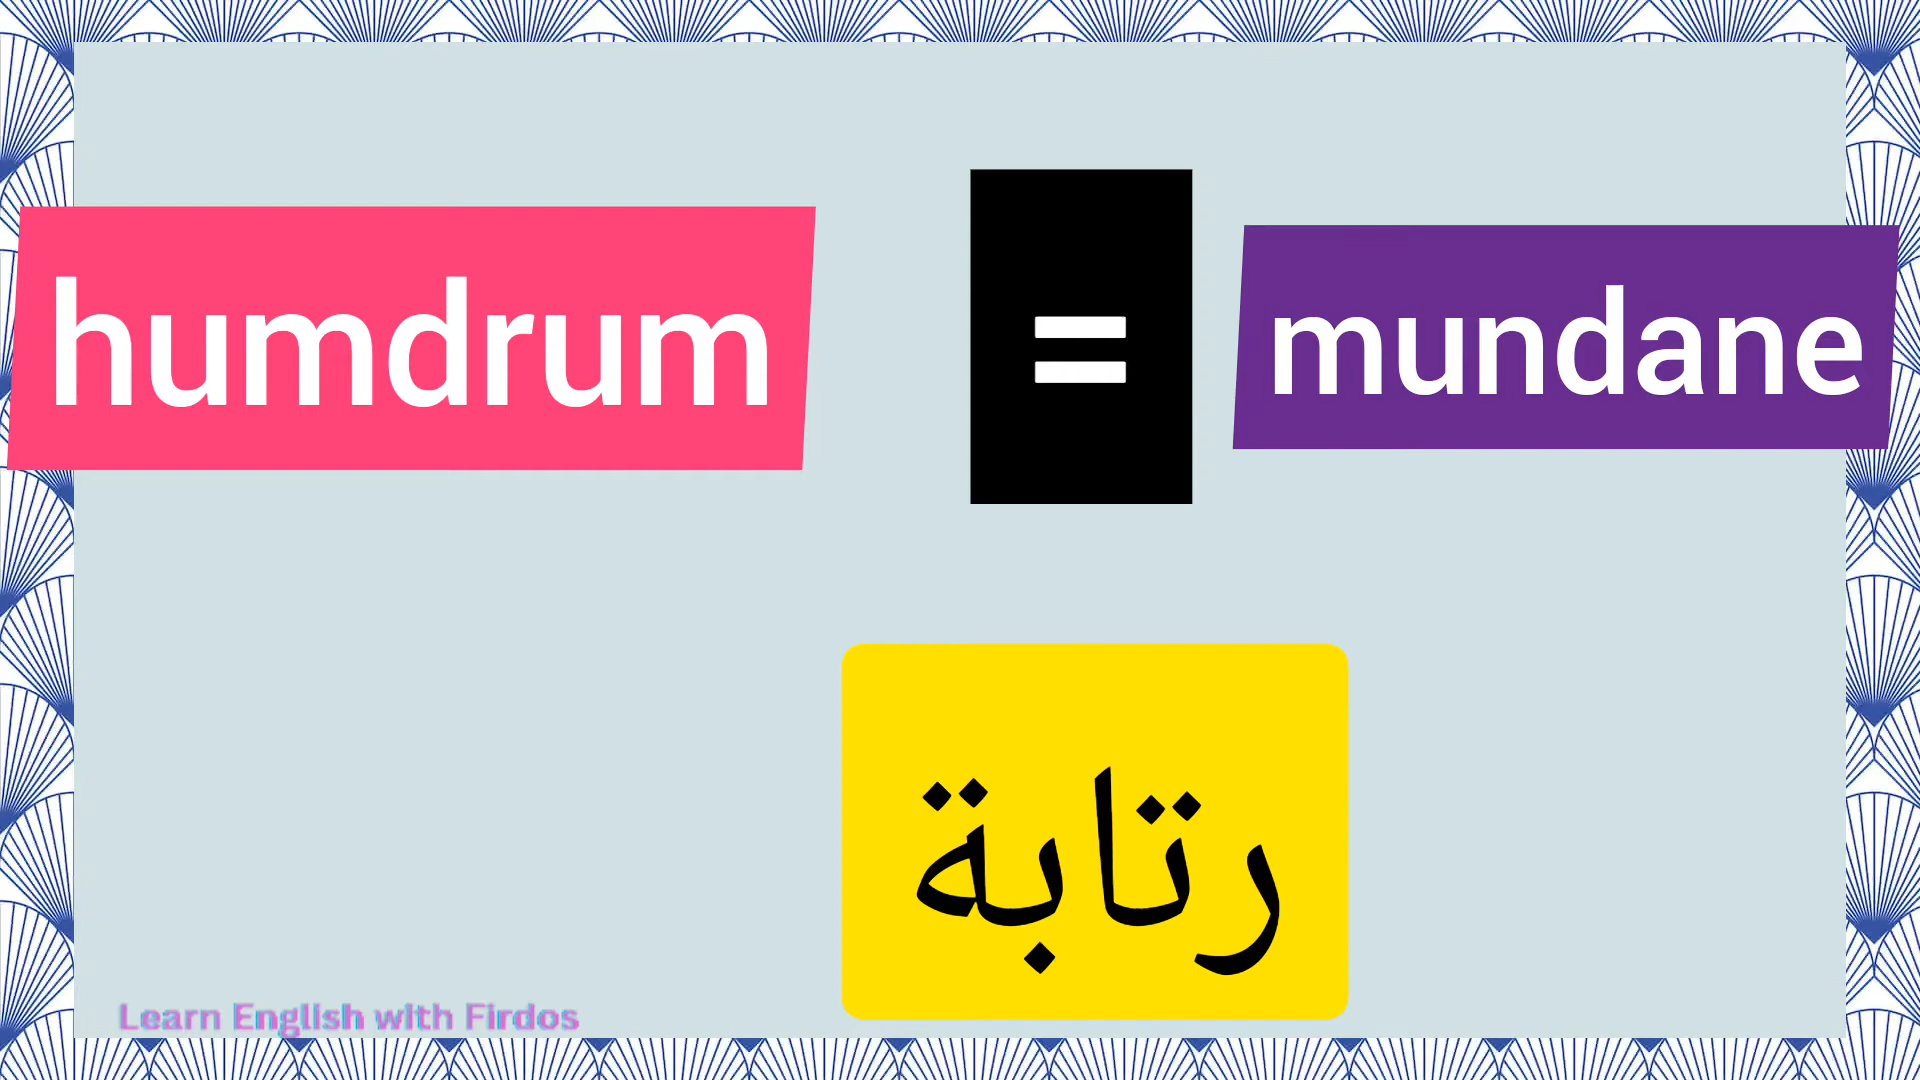 humdrum = mundane
رتابة
Learn English with Firdos